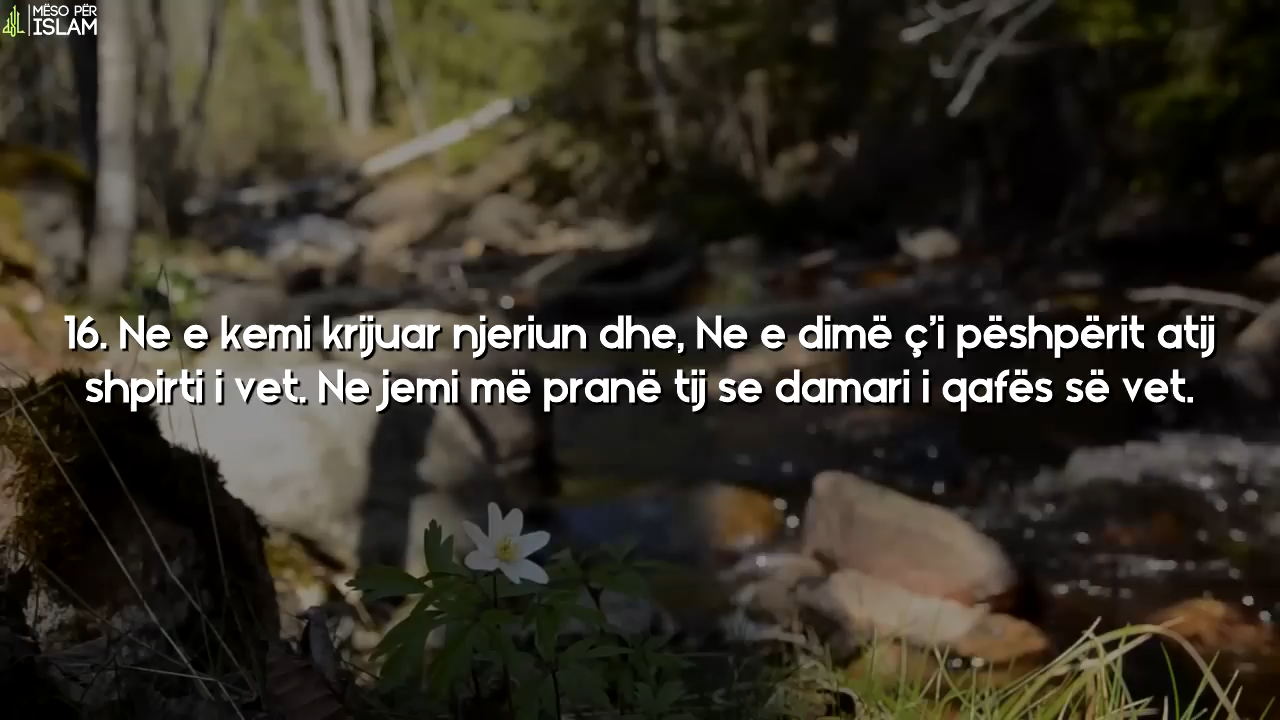 MËSO PËR
ISLAM
16. Ne e kemi krijuar njeriun dhe, Ne e dimë ç'i pëshpërit atij
shpirti i vet. Ne jemi më pranë tij se damari i qafës së vet.